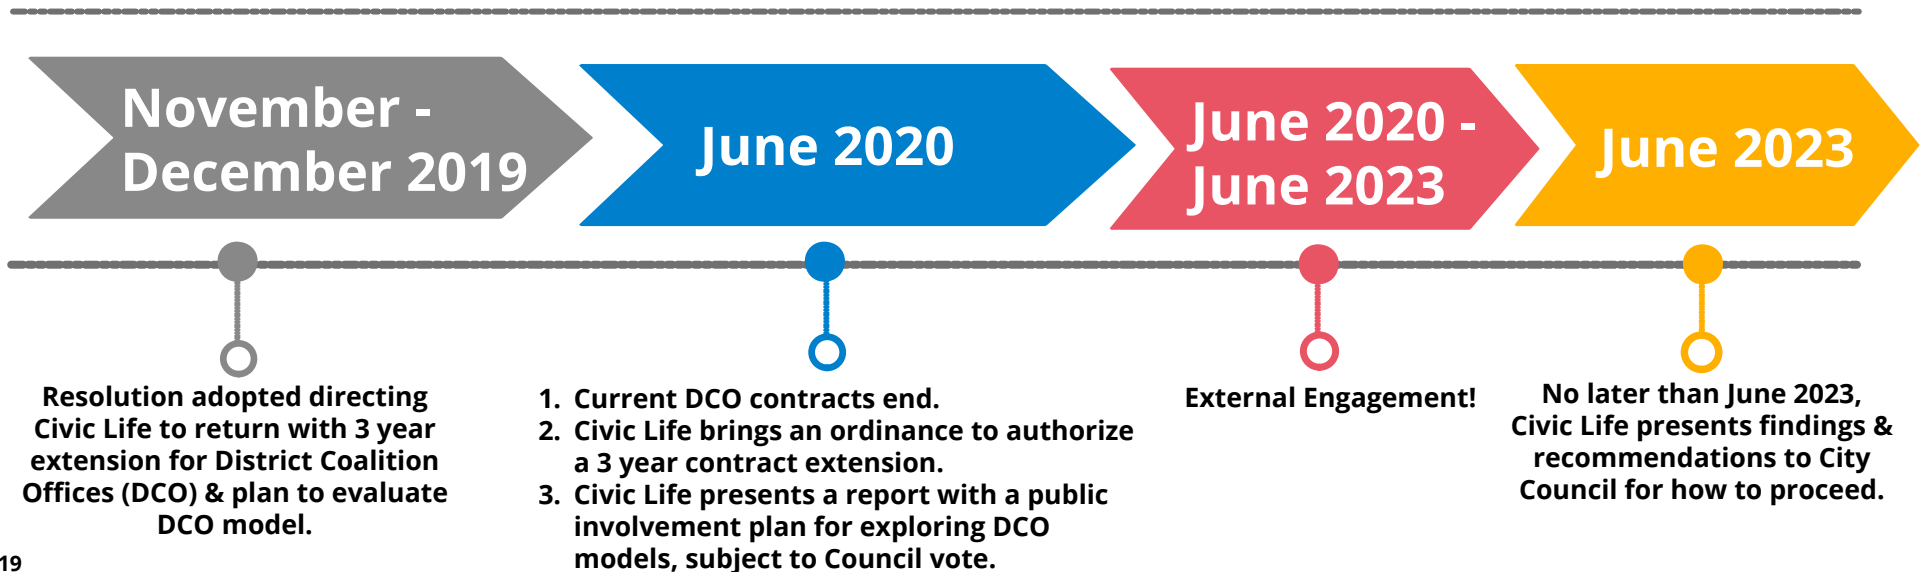 November -
December 2019
June 2020
June 2020 -
June 2023
June 2023
Resolution adopted directing
Civic Life to return with 3 year
extension for District Coalition
Offices (DCO) & plan to evaluate
DCO model.
1. Current DCO contracts end.
2. Civic Life brings an ordinance to authorize
a 3 year contract extension.
3. Civic Life presents a report with a public
involvement plan for exploring DCO
models, subject to Council vote.
External Engagement!
No later than June 2023,
Civic Life presents findings &
recommendations to City
Council for how to proceed.
19